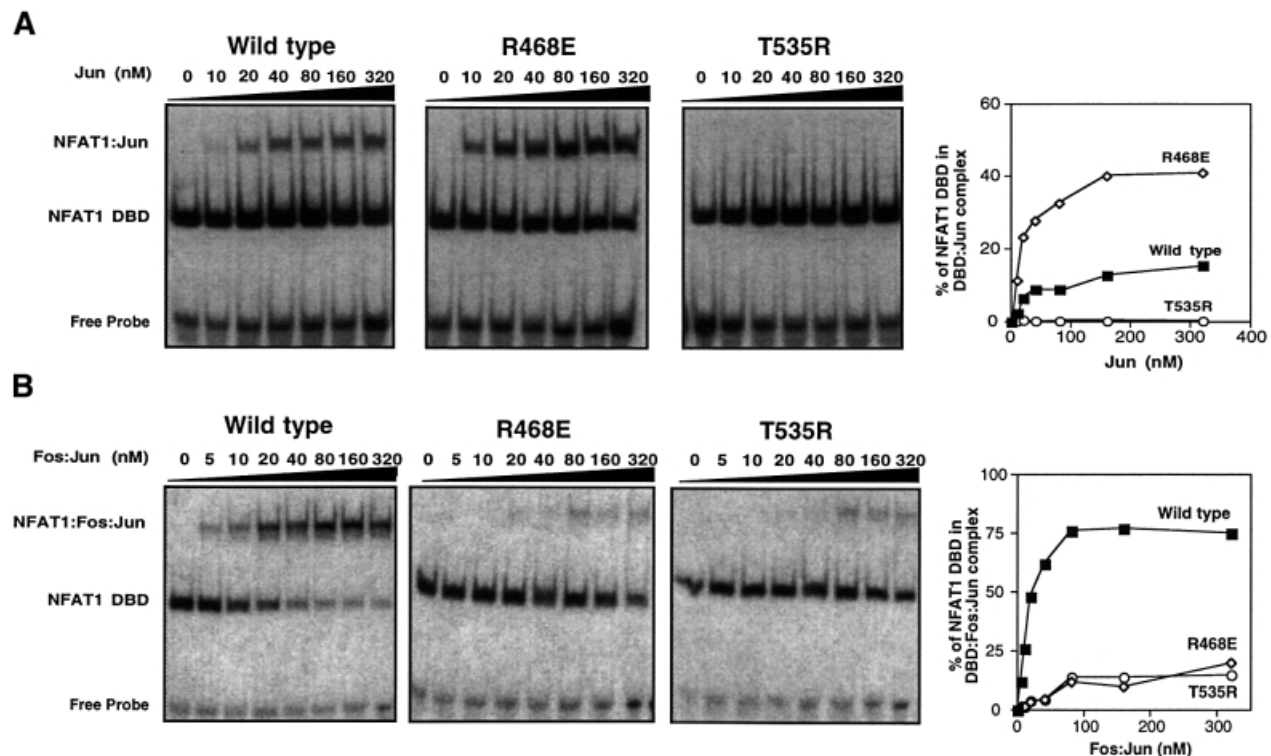 A
Wild type
R468E
T535R
Jun (nM)
0 10 20 40 80 160 320
0 10 20 40 80 160 320
0 10 20 40 80 160 320
NFAT1:Jun
NFAT1 DBD
Free Probe
% of NFAT1 DBD in
DBD:Jun complex
60
40
20
0
R468E
Wild type
T535R
0 100 200 300 400
Jun (nM)
B
Wild type
R468E
T535R
Fos:Jun (nM)
0 5 10 20 40 80 160 320
0 5 10 20 40 80 160 320
0 5 10 20 40 80 160 320
NFAT1:Fos:Jun
NFAT1 DBD
Free Probe
% of NFAT1 DBD in
DBD:Fos:Jun complex
100
75
50
25
0
Wild type
R468E
T535R
0 100 200 300
Fos:Jun (nM)